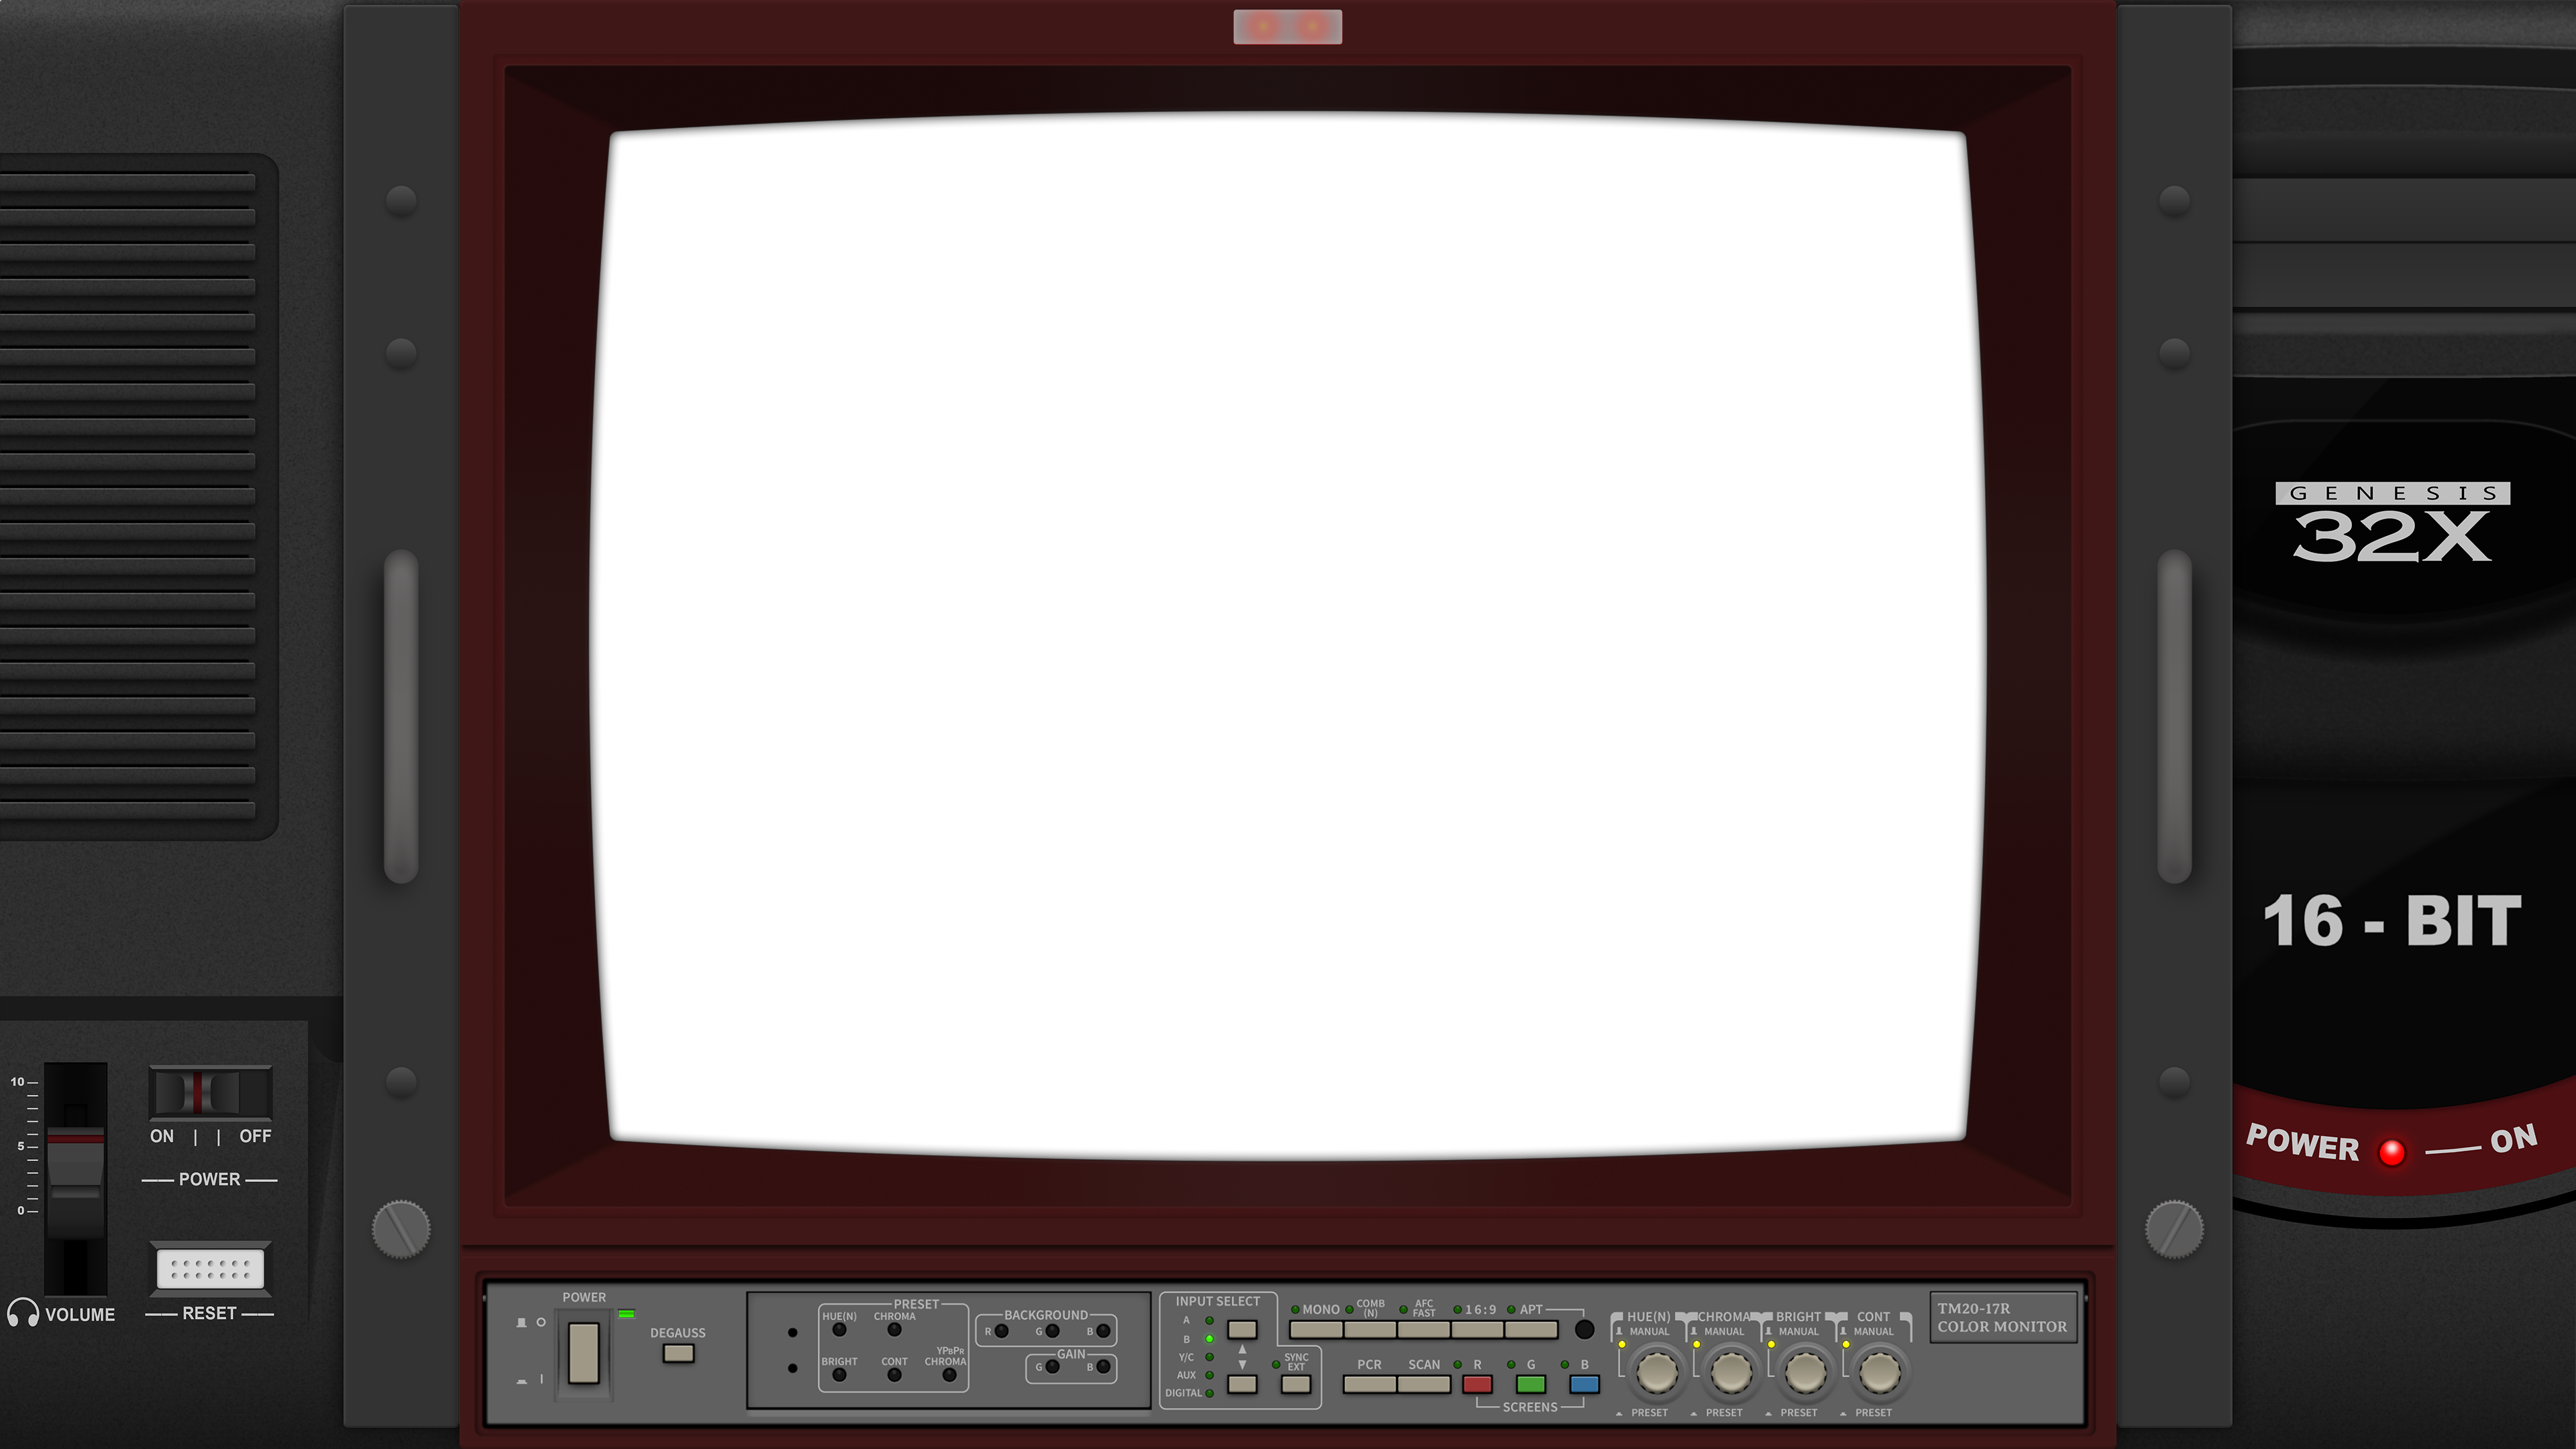 GENESIS
32X
16 - BIT
POWER — ON
10
5
0
VOLUME
ON | | OFF
POWER
RESET
POWER
O
I
DEGAUSS
PRESET
HUE(N) CHROMA
BRIGHT CONT YPBPR CHROMA
BACKGROUND
R G B
GAIN
G B
INPUT SELECT
A
B
Y/C
AUX
DIGITAL
SYNC
EXT
MONO COMB (N) AFC FAST 16:9 APT
PCR SCAN R G B
SCREENS
HUE(N) CHROMA BRIGHT CONT
MANUAL MANUAL MANUAL MANUAL
PRESET PRESET PRESET PRESET
TM20-17R
COLOR MONITOR